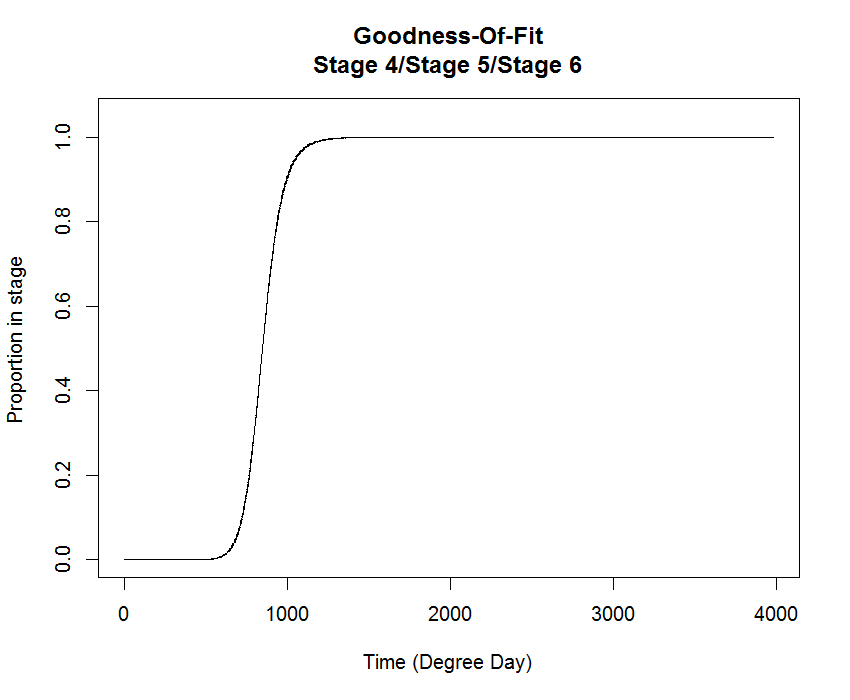 Goodness-Of-Fit
Stage 4/Stage 5/Stage 6
Proportion in stage
1.0
0.8
0.6
0.4
0.2
0.0
0 1000 2000 3000 4000
Time (Degree Day)